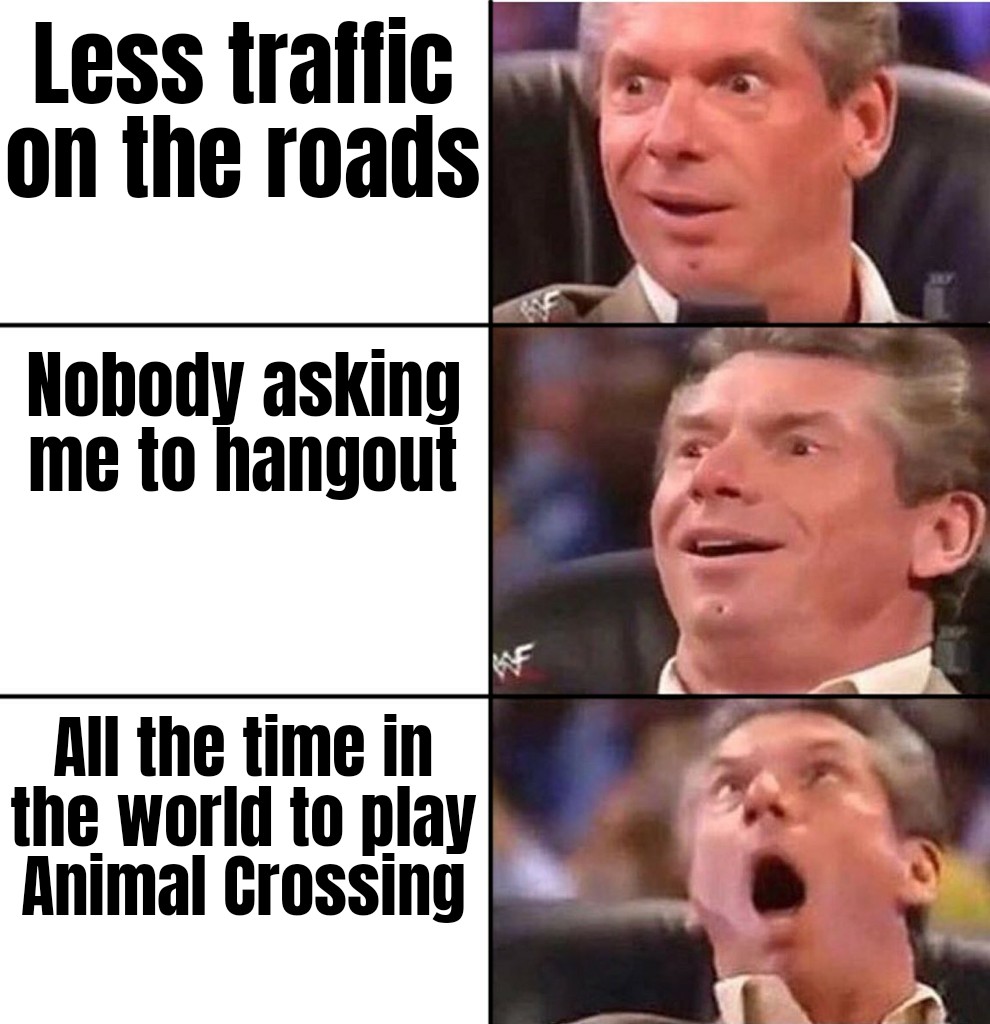 Less traffic
on the roads
Nobody asking
me to hangout
All the time in
the world to play
Animal Crossing